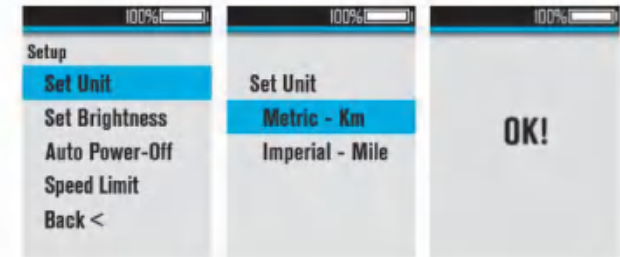 100%
Setup
Set Unit
Set Brightness
Auto Power-Off
Speed Limit
Back <
100%
Set Unit
Metric - Km
Imperial - Mile
100%
OK!